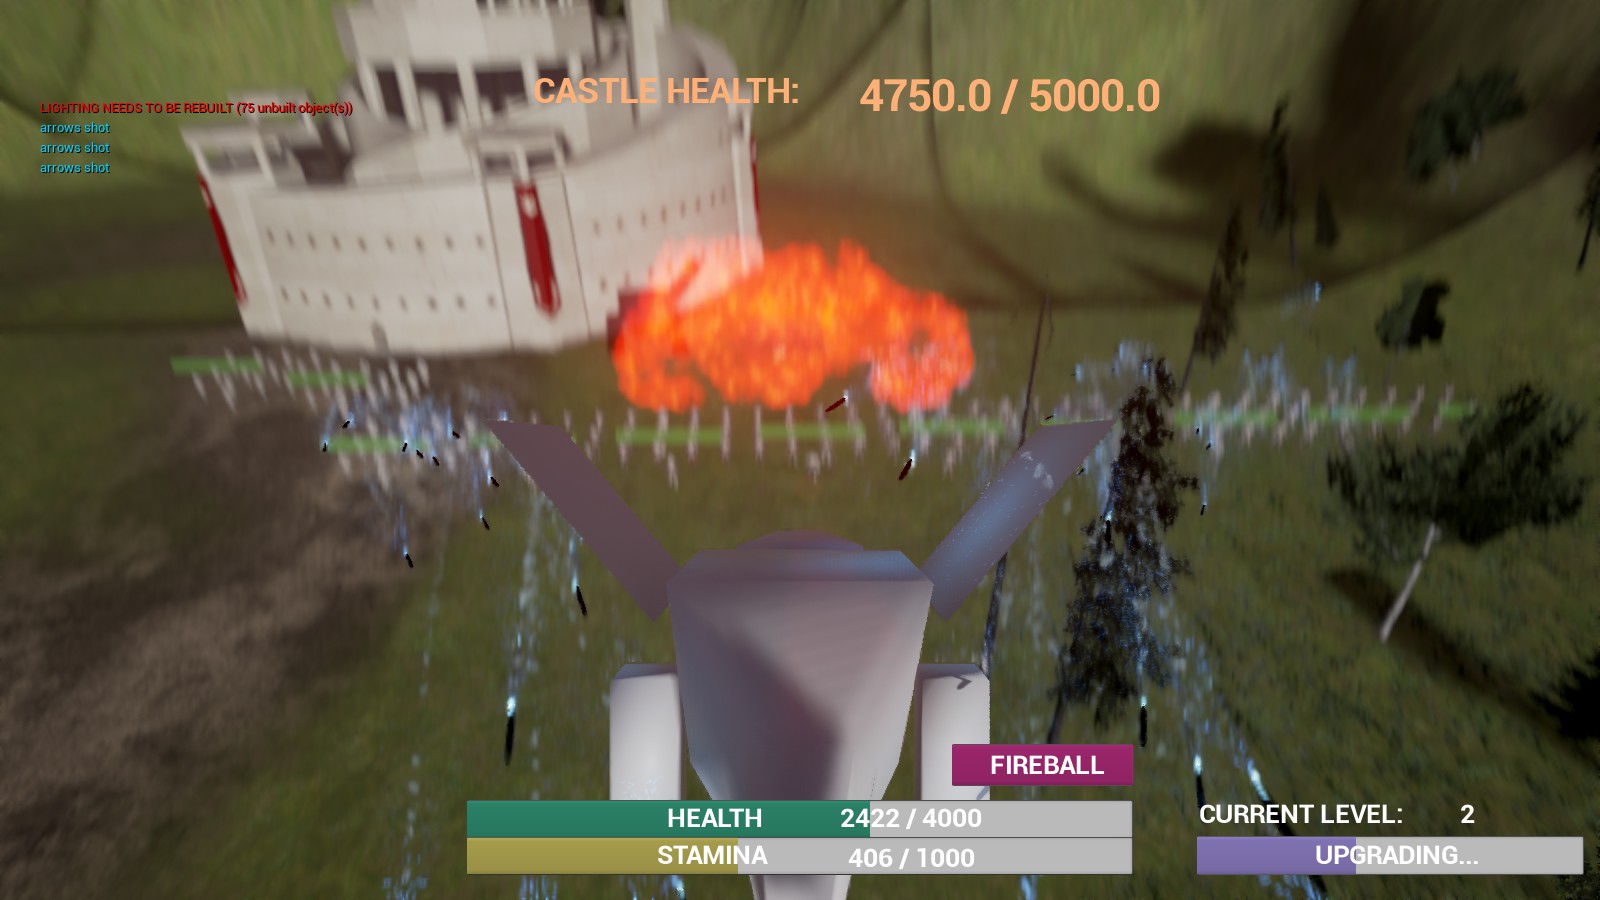 CASTLE HEALTH: 4750.0 / 5000.0
LIGHTING NEEDS TO BE REBUILT (75 unbuilt object(s))
arrows shot
arrows shot
arrows shot
FIREBALL
HEALTH 2422 / 4000
STAMINA 406 / 1000
CURRENT LEVEL: 2
UPGRADING...